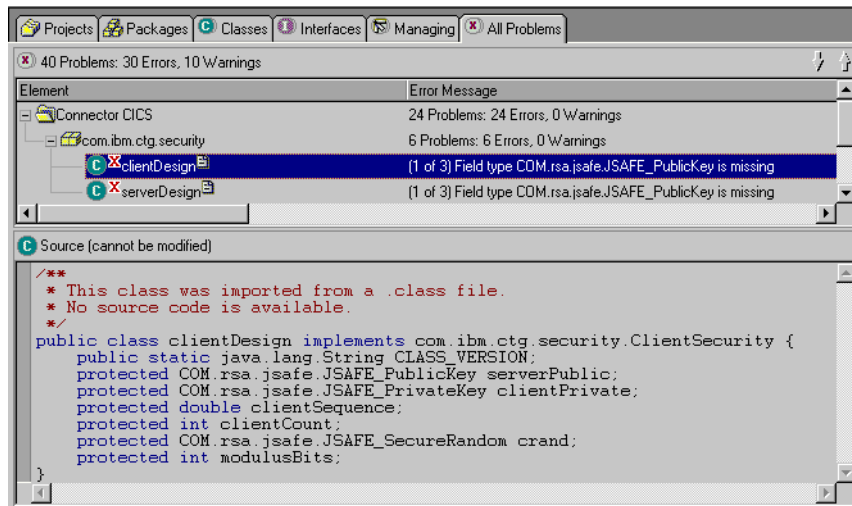 Projects Packages C Classes I Interfaces Managing X All Problems
X 40 Problems: 30 Errors, 10 Warnings
Element Error Message
Connector CICS 24 Problems: 24 Errors, 0 Warnings
com.ibm.ctg.security 6 Problems: 6 Errors, 0 Warnings
C X clientDesign (1 of 3) Field type COM.rsa.jsafe.JSAFE_PublicKey is missing
C X serverDesign (1 of 3) Field type COM.rsa.jsafe.JSAFE_PublicKey is missing
C Source (cannot be modified)
/**
* This class was imported from a .class file.
* No source code is available.
*/
public class clientDesign implements com.ibm.ctg.security.ClientSecurity {
public static java.lang.String CLASS_VERSION;
protected COM.rsa.jsafe.JSAFE_PublicKey serverPublic;
protected COM.rsa.jsafe.JSAFE_PrivateKey clientPrivate;
protected double clientSequence;
protected int clientCount;
protected COM.rsa.jsafe.JSAFE_SecureRandom crand;
protected int modulusBits;
}